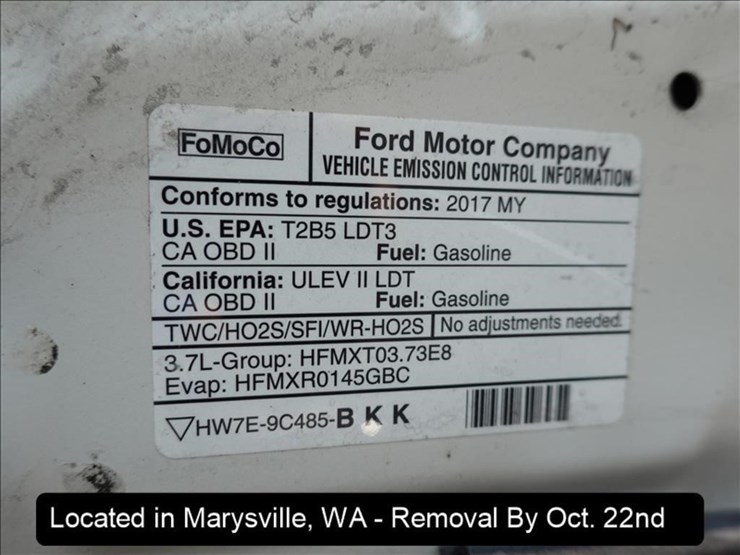 FoMoCo
Ford Motor Company
VEHICLE EMISSION CONTROL INFORMATION
Conforms to regulations: 2017 MY
U.S. EPA: T2B5 LDT3
CA OBD II Fuel: Gasoline
California: ULEV II LDT
CA OBD II Fuel: Gasoline
TWC/HO2S/SFI/WR-HO2S No adjustments needed.
3.7L-Group: HFMXT03.73E8
Evap: HFMXR0145GBC
HW7E-9C485-B K K
Located in Marysville, WA - Removal By Oct. 22nd